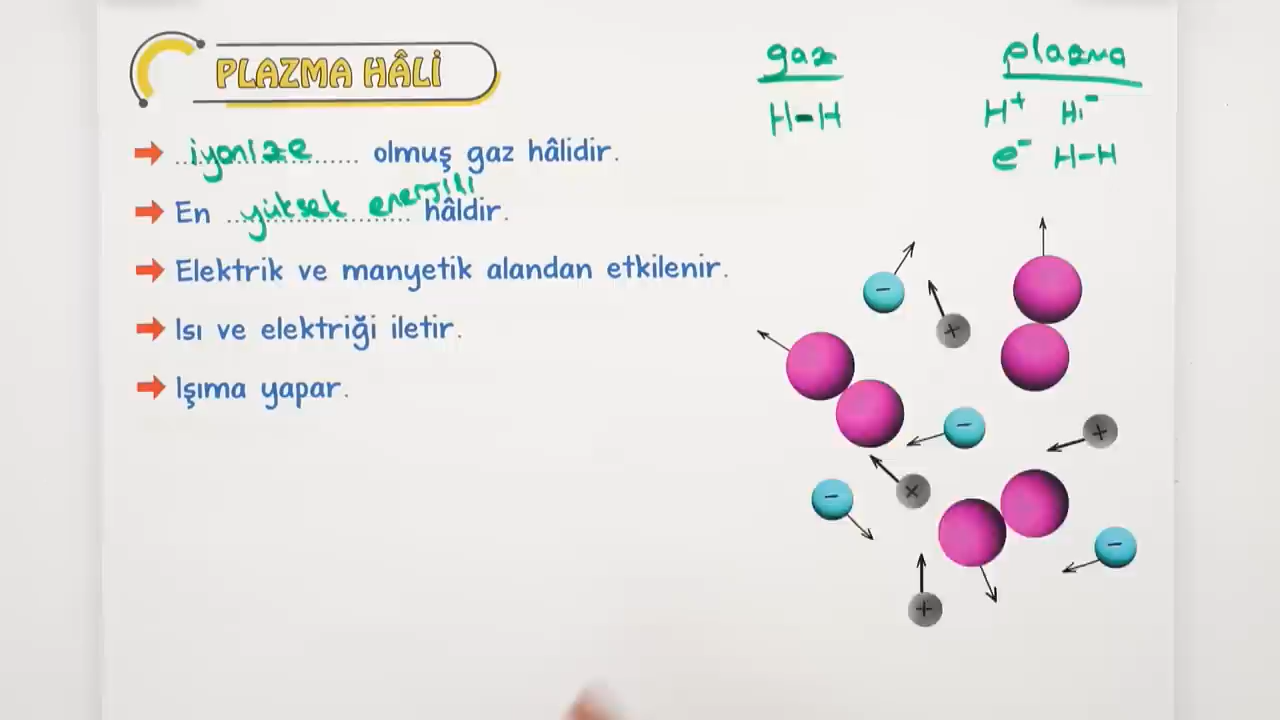 PLAZMA HÂLİ
iyonize olmuş gaz hâlidir.
En yüksek enerjili hâldir.
Elektrik ve manyetik alandan etkilenir.
Isı ve elektriği iletir.
Işıma yapar.
gaz
H-H
plazma
H⁺ H⁻
e⁻ H-H
−
+
−
+
−
+
+
−
+